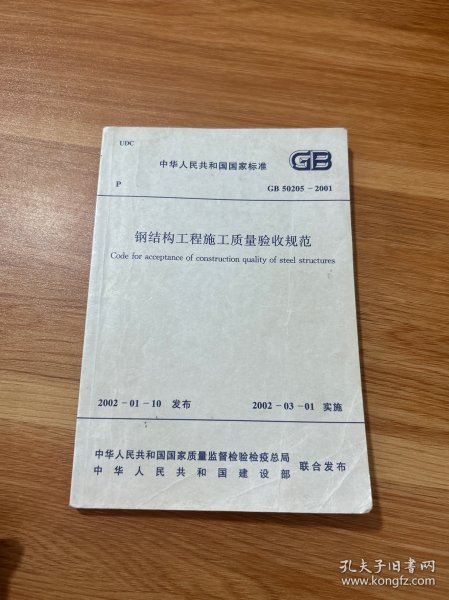 UDC
中华人民共和国国家标准
GB
P
GB 50205-2001
钢结构工程施工质量验收规范
Code for acceptance of construction quality of steel structures
2002-01-10 发布
2002-03-01 实施
中华人民共和国国家质量监督检验检疫总局
中华人民共和国建设部
联合发布
孔夫子旧书网
www.kongfz.com